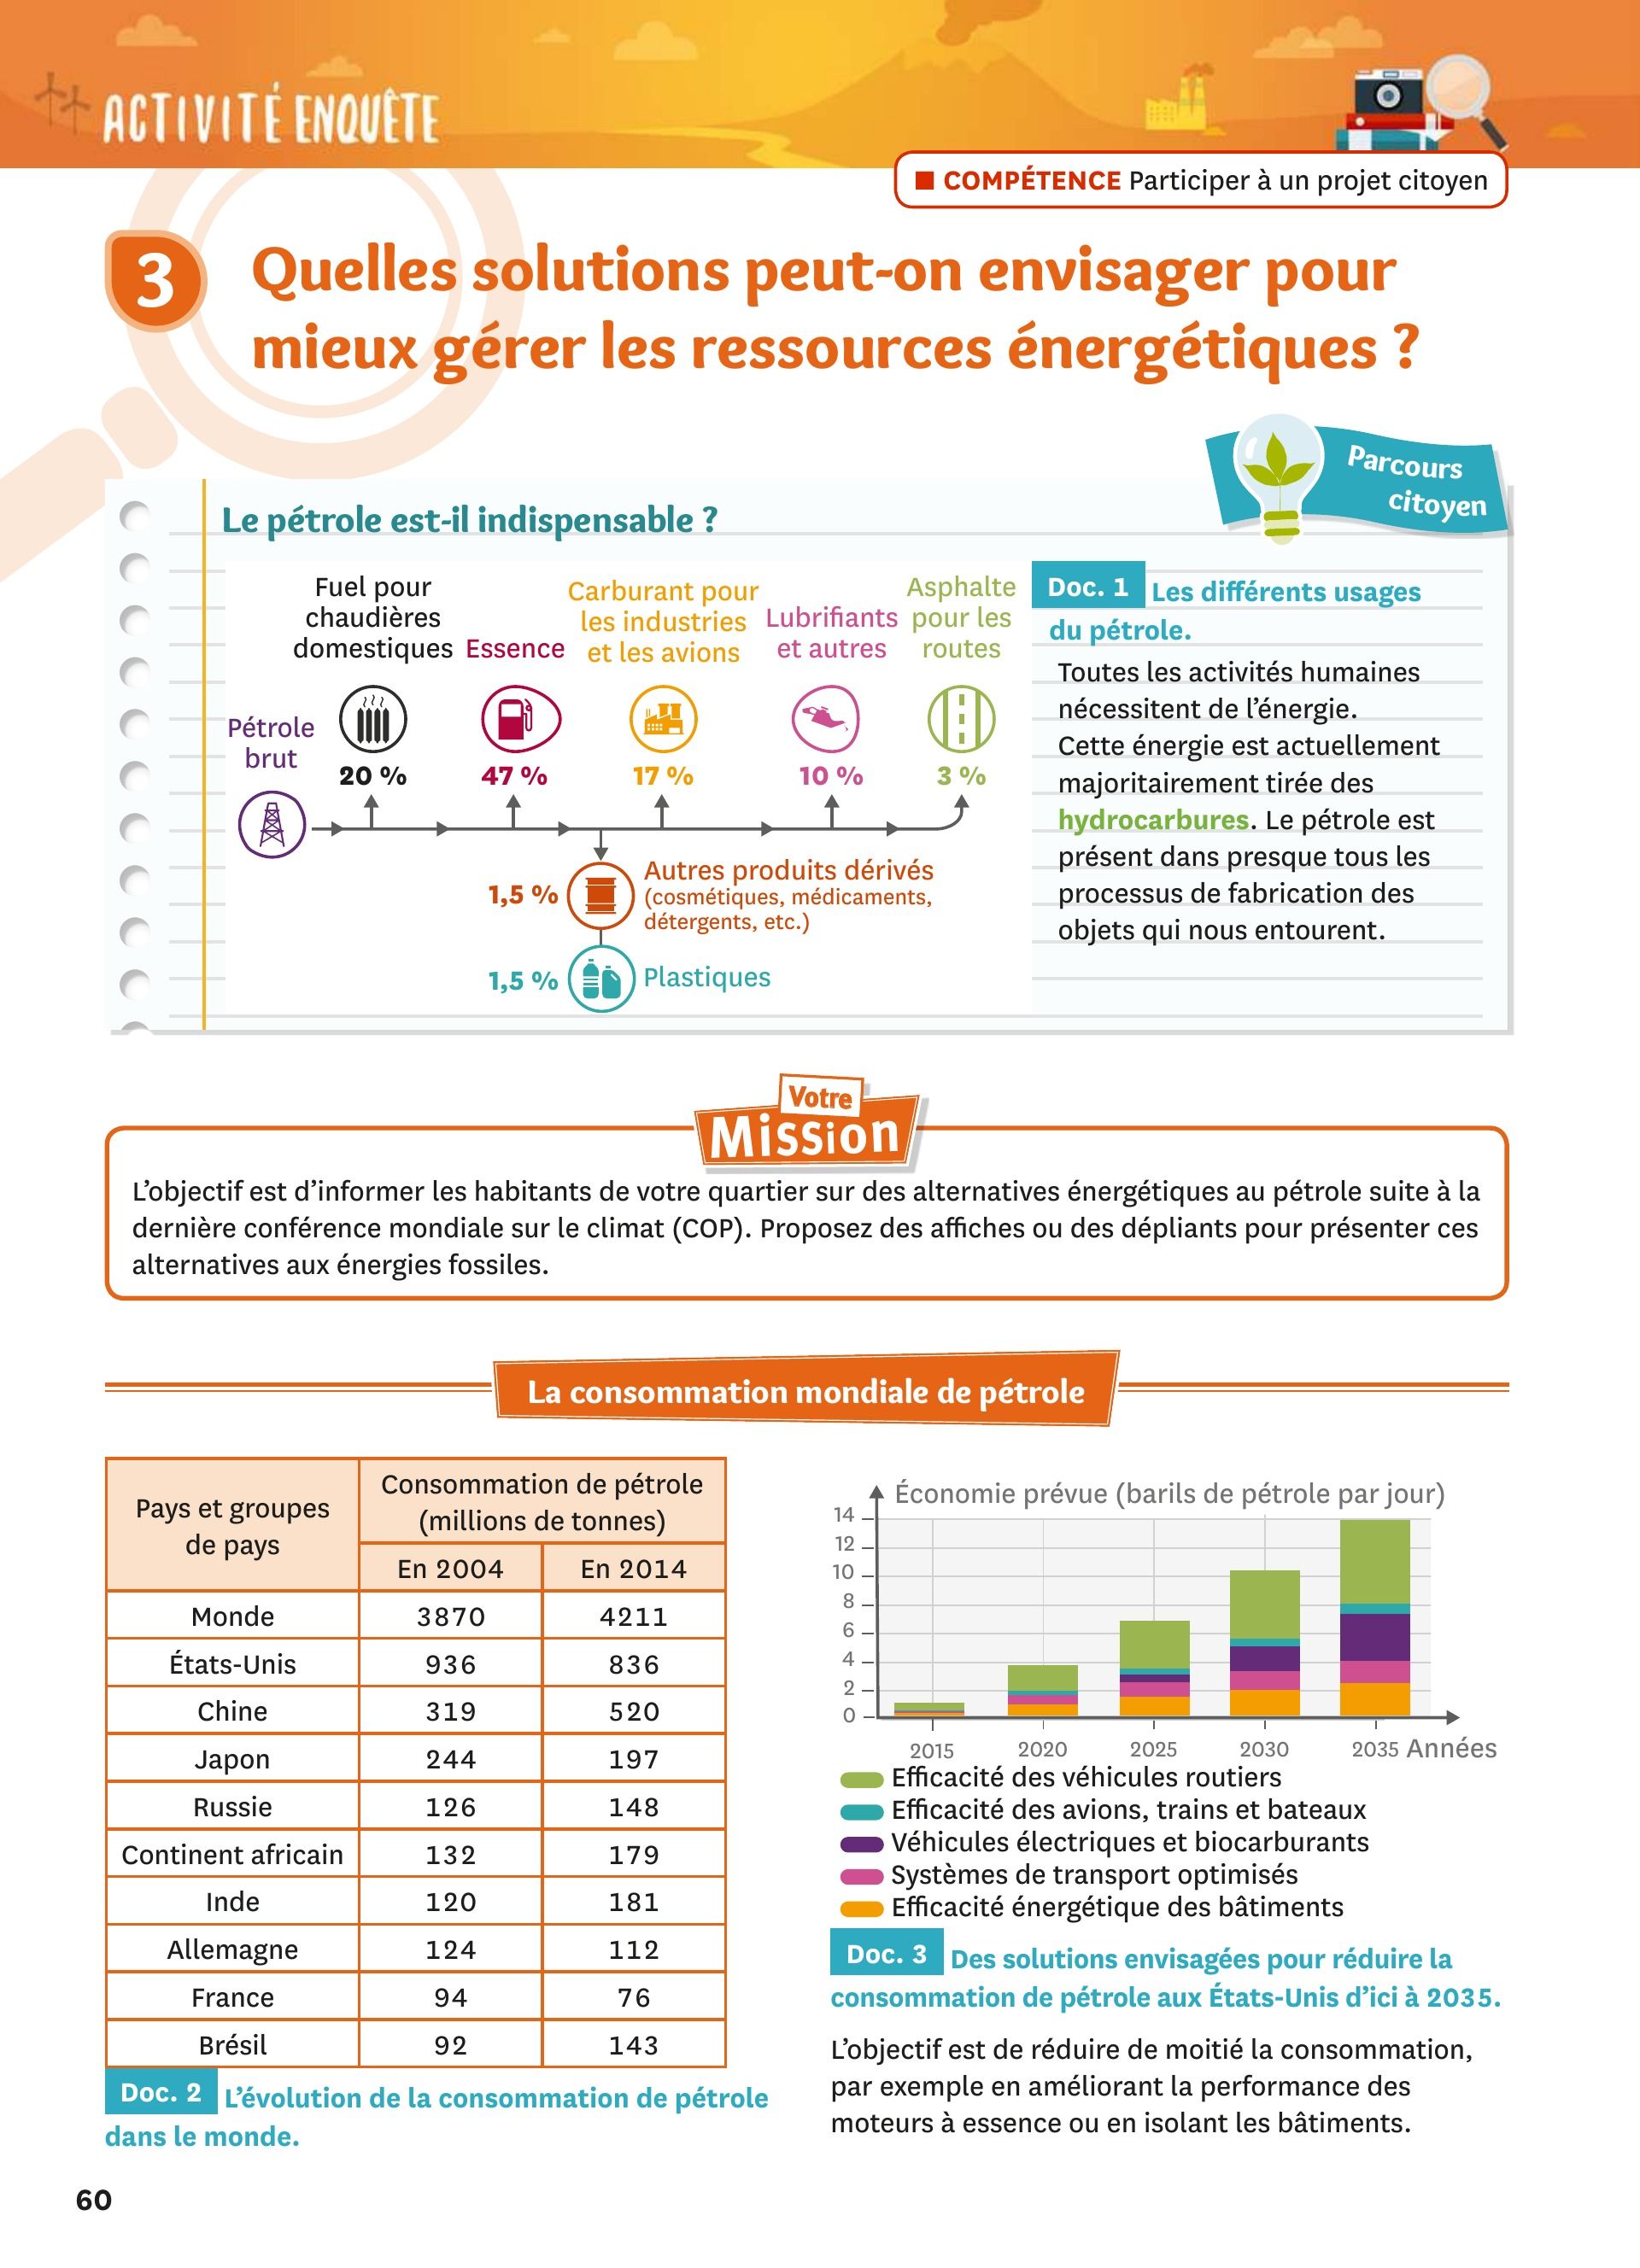 ACTIVITÉ ENQUÊTE
COMPÉTENCE Participer à un projet citoyen
3
Quelles solutions peut-on envisager pour
mieux gérer les ressources énergétiques ?
Parcours
citoyen
Le pétrole est-il indispensable ?
Pétrole
brut
Fuel pour
chaudières
domestiques
20 %
Essence
47 %
Carburant pour
les industries
et les avions
17 %
Lubrifiants
et autres
10 %
Asphalte
pour les
routes
3 %
1,5 %
Autres produits dérivés
(cosmétiques, médicaments,
détergents, etc.)
1,5 %
Plastiques
Doc. 1 Les différents usages
du pétrole.
Toutes les activités humaines
nécessitent de l’énergie.
Cette énergie est actuellement
majoritairement tirée des
hydrocarbures. Le pétrole est
présent dans presque tous les
processus de fabrication des
objets qui nous entourent.
Votre
Mission
L’objectif est d’informer les habitants de votre quartier sur des alternatives énergétiques au pétrole suite à la
dernière conférence mondiale sur le climat (COP). Proposez des affiches ou des dépliants pour présenter ces
alternatives aux énergies fossiles.
La consommation mondiale de pétrole
Pays et groupes
de pays
Consommation de pétrole
(millions de tonnes)
En 2004 En 2014
Monde 3870 4211
États-Unis 936 836
Chine 319 520
Japon 244 197
Russie 126 148
Continent africain 132 179
Inde 120 181
Allemagne 124 112
France 94 76
Brésil 92 143
Doc. 2 L’évolution de la consommation de pétrole
dans le monde.
Économie prévue (barils de pétrole par jour)
14
12
10
8
6
4
2
0
2015 2020 2025 2030 2035 Années
Efficacité des véhicules routiers
Efficacité des avions, trains et bateaux
Véhicules électriques et biocarburants
Systèmes de transport optimisés
Efficacité énergétique des bâtiments
Doc. 3 Des solutions envisagées pour réduire la
consommation de pétrole aux États-Unis d’ici à 2035.
L’objectif est de réduire de moitié la consommation,
par exemple en améliorant la performance des
moteurs à essence ou en isolant les bâtiments.
60